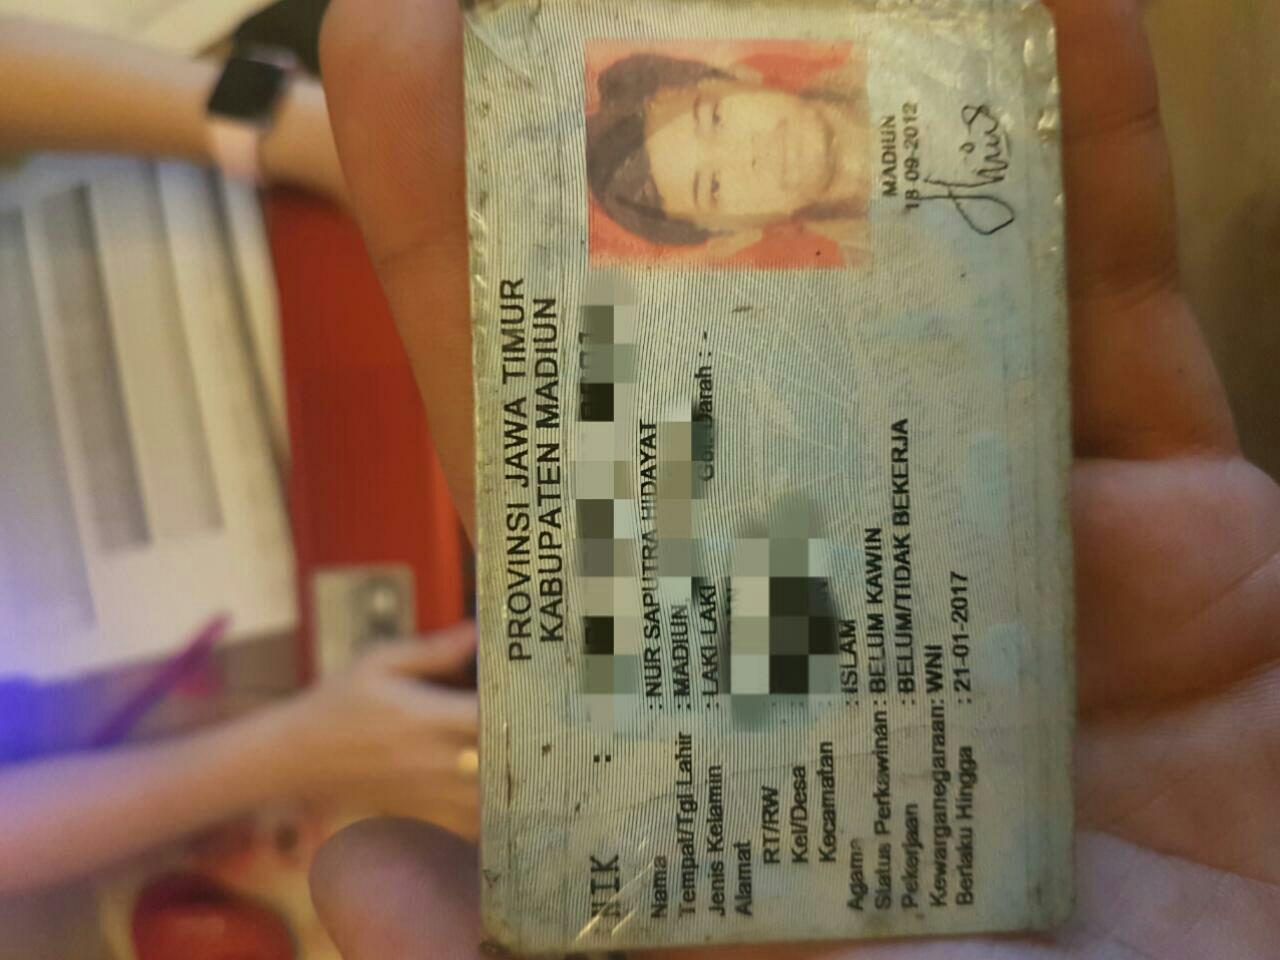 PROVINSI JAWA TIMUR
KABUPATEN MADIUN
NIK :
Nama : NUR SAPUTRA HIDAYAT
Tempat/Tgl Lahir : MADIUN
Jenis Kelamin : LAKI LAKI Gol. Darah : -
Alamat
RT/RW
Kel/Desa
Kecamatan
Agama : ISLAM
Status Perkawinan : BELUM KAWIN
Pekerjaan : BELUM/TIDAK BEKERJA
Kewarganegaraan: WNI
Berlaku Hingga : 21-01-2017
MADIUN
18-09-2012